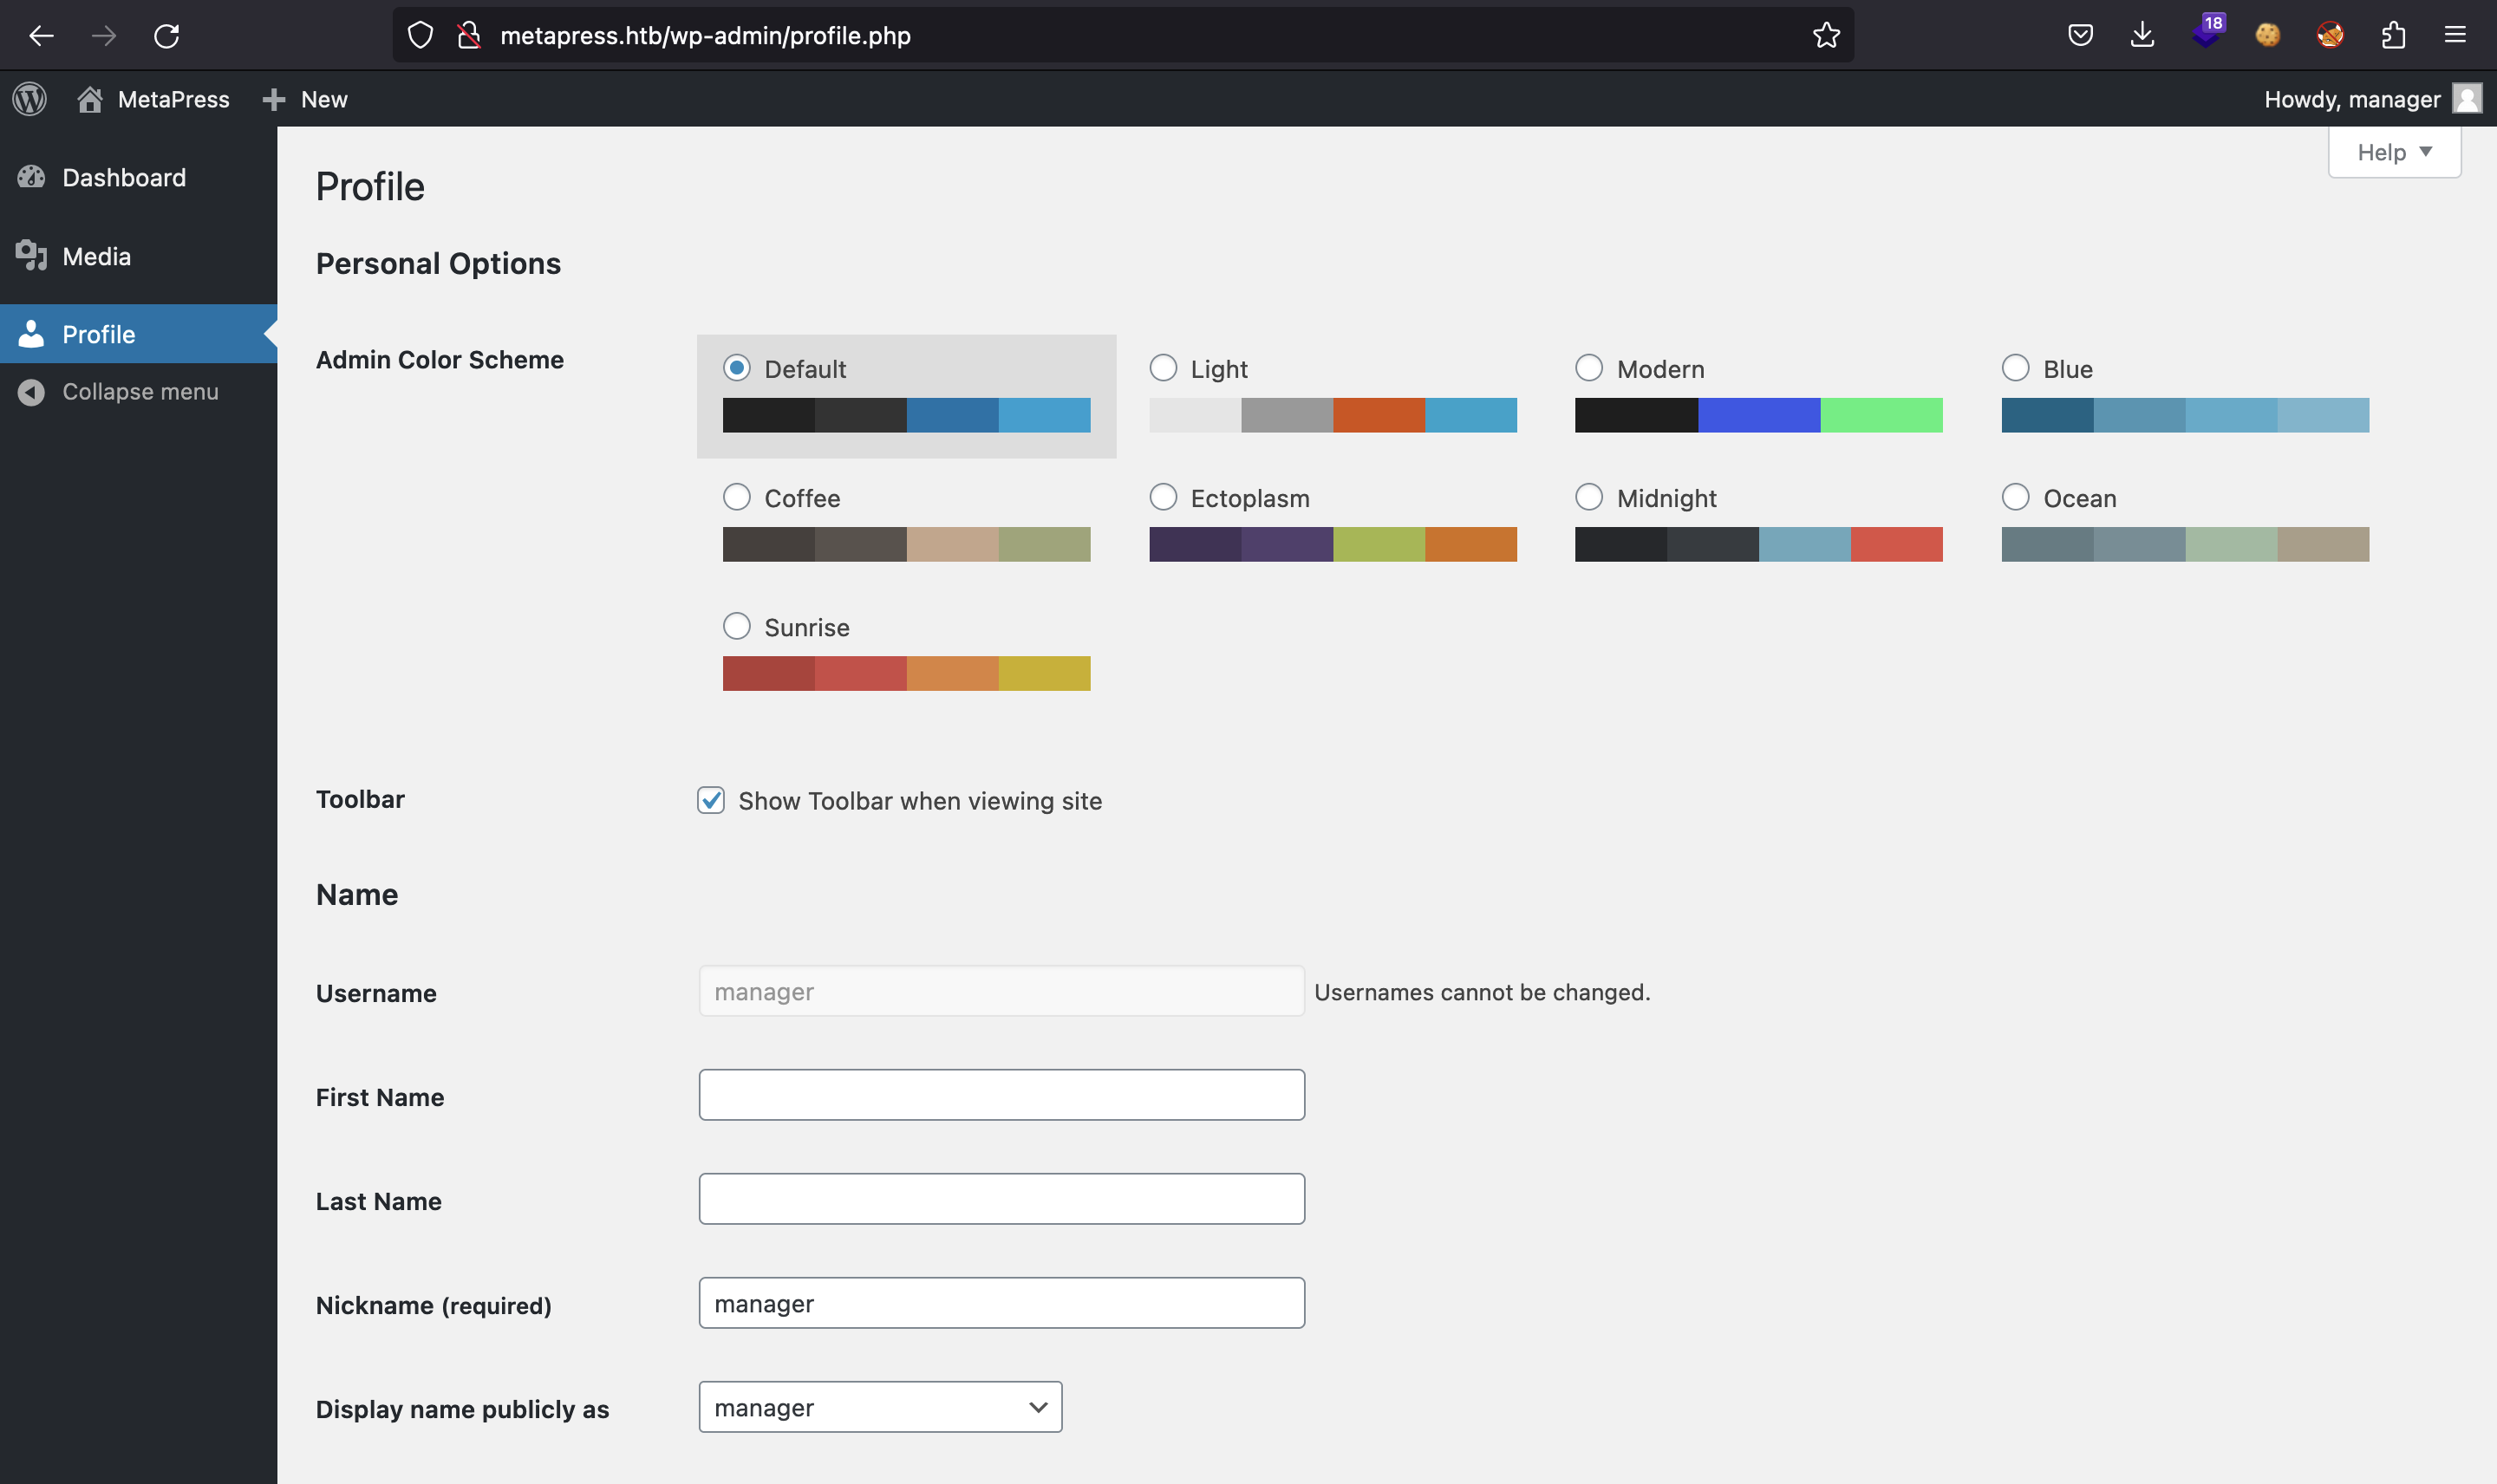 metapress.htb/wp-admin/profile.php
18
MetaPress
New
Howdy, manager
Help
Dashboard
Media
Profile
Collapse menu
Profile
Personal Options
Admin Color Scheme
Default
Light
Modern
Blue
Coffee
Ectoplasm
Midnight
Ocean
Sunrise
Toolbar
Show Toolbar when viewing site
Name
Username
manager
Usernames cannot be changed.
First Name
Last Name
Nickname (required)
manager
Display name publicly as
manager